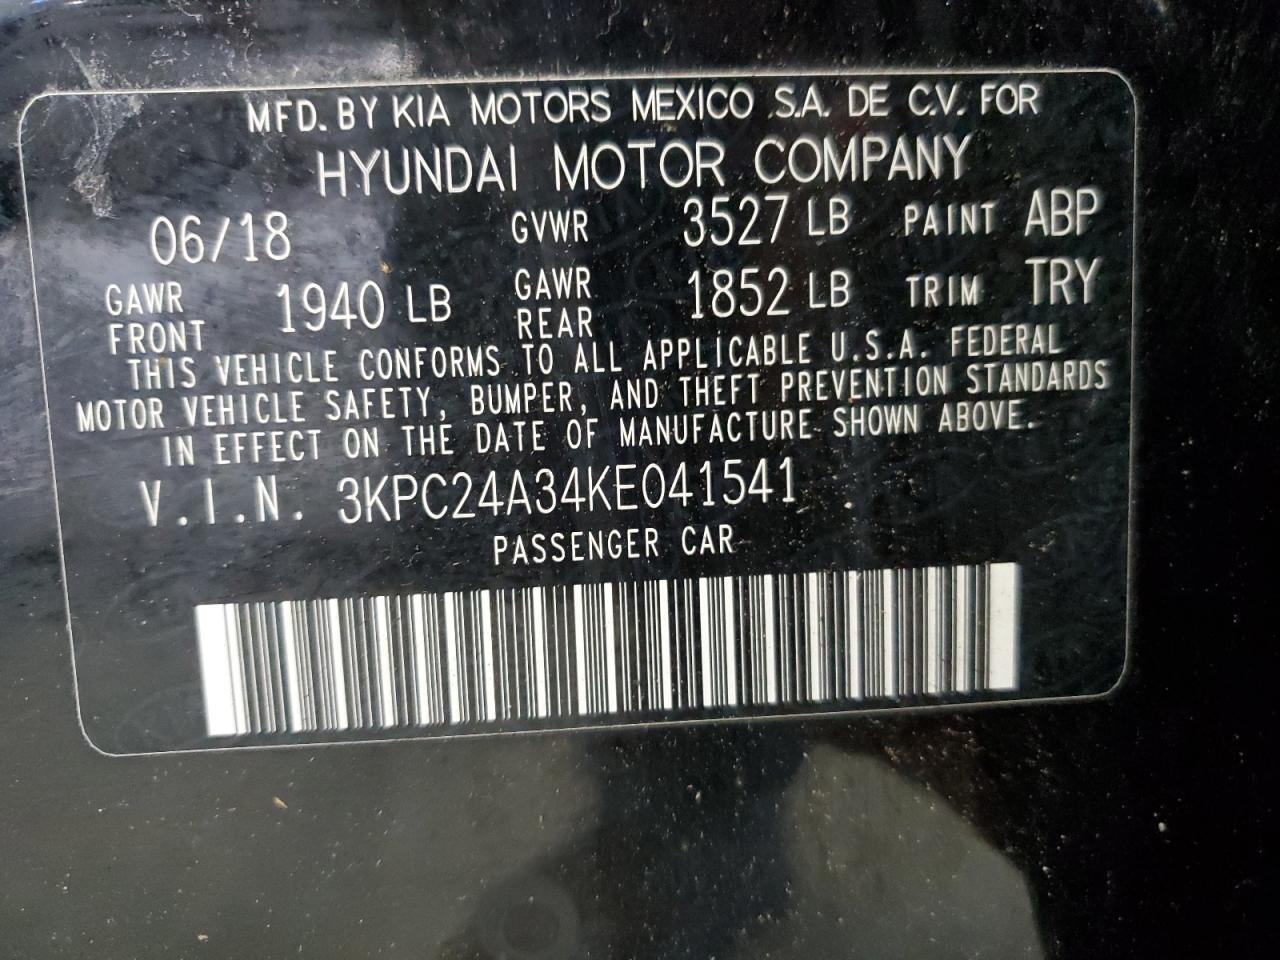 MFD. BY KIA MOTORS MEXICO S.A. DE C.V. FOR
HYUNDAI MOTOR COMPANY
06/18 GVWR 3527 LB PAINT ABP
GAWR FRONT 1940 LB GAWR REAR 1852 LB TRIM TRY
THIS VEHICLE CONFORMS TO ALL APPLICABLE U.S.A. FEDERAL
MOTOR VEHICLE SAFETY, BUMPER, AND THEFT PREVENTION STANDARDS
IN EFFECT ON THE DATE OF MANUFACTURE SHOWN ABOVE.
V.I.N. 3KPC24A34KE041541
PASSENGER CAR